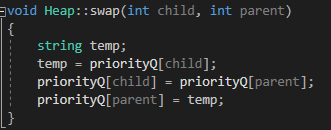 void Heap::swap(int child, int parent)
{
    string temp;
    temp = priorityQ[child];
    priorityQ[child] = priorityQ[parent];
    priorityQ[parent] = temp;
}